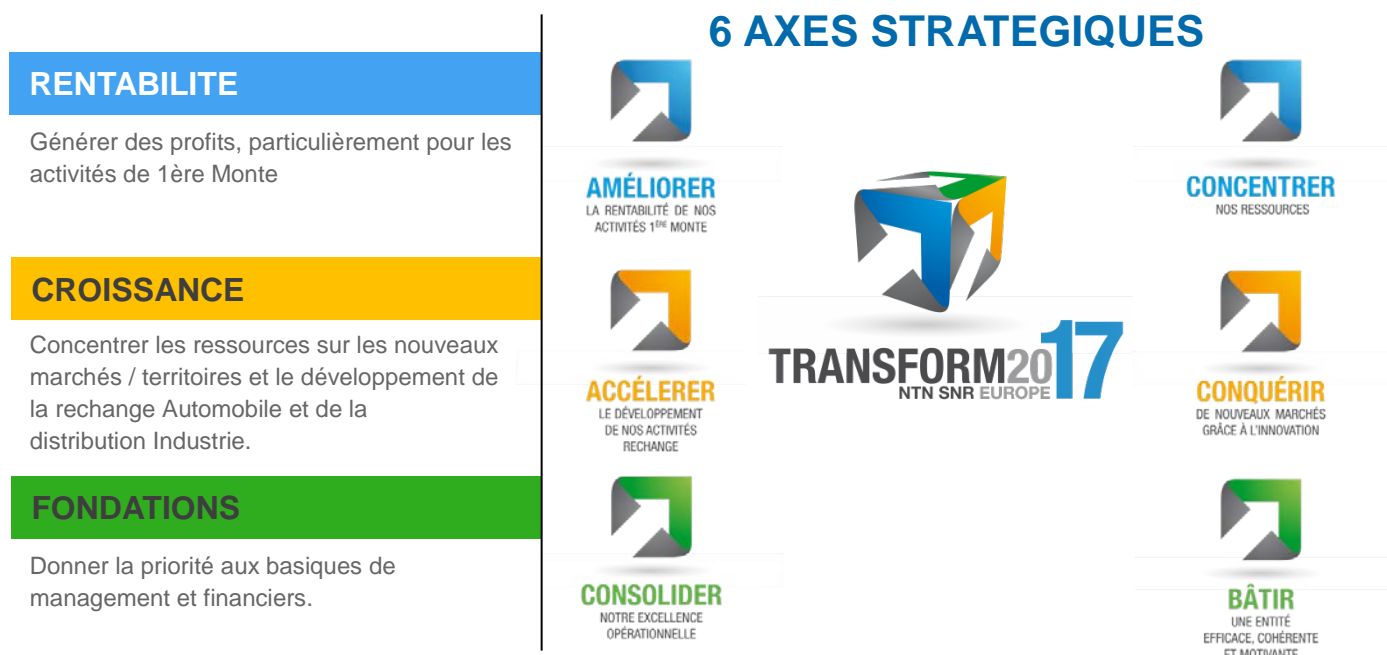 6 AXES STRATEGIQUES
RENTABILITE
Générer des profits, particulièrement pour les
activités de 1ère Monte
CROISSANCE
Concentrer les ressources sur les nouveaux
marchés / territoires et le développement de
la rechange Automobile et de la
distribution Industrie.
FONDATIONS
Donner la priorité aux basiques de
management et financiers.
AMÉLIORER
LA RENTABILITÉ DE NOS
ACTIVITÉS 1ÈRE MONTE
CONCENTRER
NOS RESSOURCES
TRANSFORM2017
NTN SNR EUROPE
ACCÉLERER
LE DÉVELOPPEMENT
DE NOS ACTIVITÉS
RECHANGE
CONQUÉRIR
DE NOUVEAUX MARCHÉS
GRÂCE À L'INNOVATION
CONSOLIDER
NOTRE EXCELLENCE
OPÉRATIONNELLE
BÂTIR
UNE ENTITÉ
EFFICACE, COHÉRENTE
ET MOTIVANTE